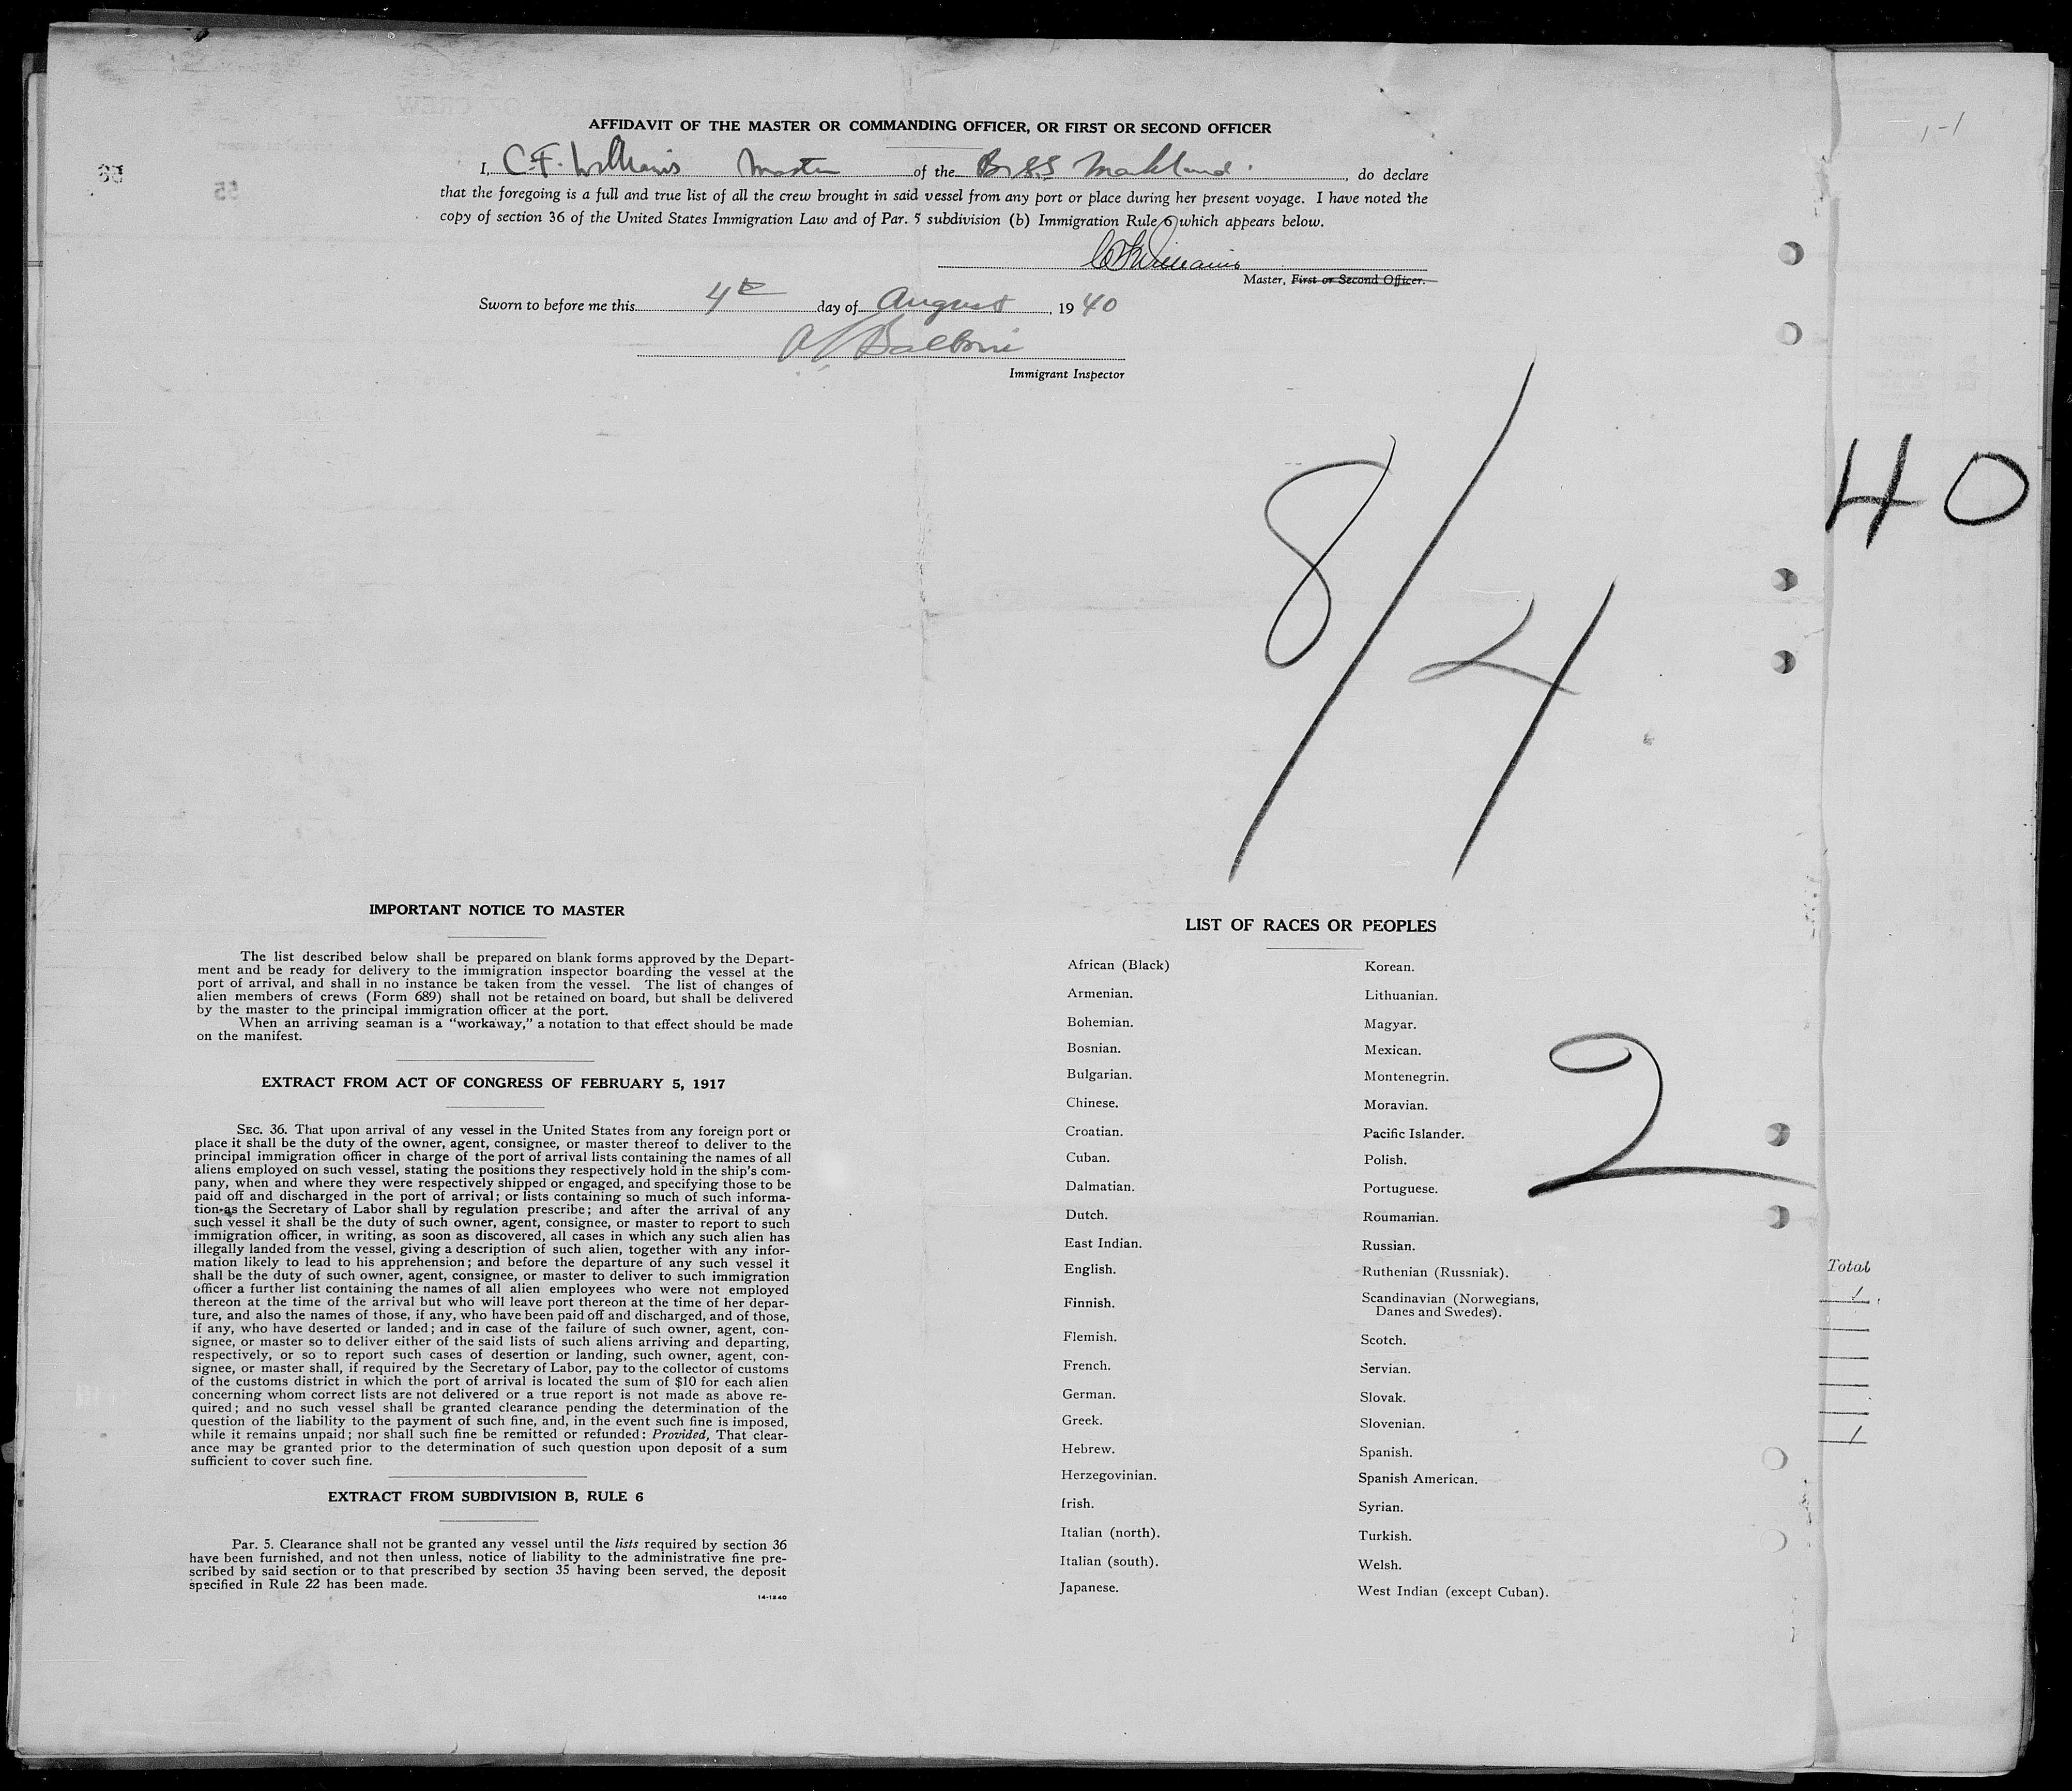 AFFIDAVIT OF THE MASTER OR COMMANDING OFFICER, OR FIRST OR SECOND OFFICER
I, C.F. Williams Master of the Br SS Markland, do declare
that the foregoing is a full and true list of all the crew brought in said vessel from any port or place during her present voyage. I have noted the
copy of section 36 of the United States Immigration Law and of Par. 5 subdivision (b) Immigration Rule 6 which appears below.
CF Williams
Master, First or Second Officer.
Sworn to before me this 4th day of August, 1940
Immigrant Inspector
8/4
40
IMPORTANT NOTICE TO MASTER
The list described below shall be prepared on blank forms approved by the Depart-
ment and be ready for delivery to the immigration inspector boarding the vessel at the
port of arrival, and shall in no instance be taken from the vessel. The list of changes of
alien members of crews (Form 689) shall not be retained on board, but shall be delivered
by the master to the principal immigration officer at the port.
When an arriving seaman is a "workaway," a notation to that effect should be made
on the manifest.
EXTRACT FROM ACT OF CONGRESS OF FEBRUARY 5, 1917
SEC. 36. That upon arrival of any vessel in the United States from any foreign port or
place it shall be the duty of the owner, agent, consignee, or master thereof to deliver to the
principal immigration officer in charge of the port of arrival lists containing the names of all
aliens employed on such vessel, stating the positions they respectively hold in the ship's com-
pany, when and where they were respectively shipped or engaged, and specifying those to be
paid off and discharged in the port of arrival; or lists containing so much of such informa-
tion as the Secretary of Labor shall by regulation prescribe; and after the arrival of any
such vessel it shall be the duty of such owner, agent, consignee, or master to report to such
immigration officer, in writing, as soon as discovered, all cases in which any such alien has
illegally landed from the vessel, giving a description of such alien, together with any infor-
mation likely to lead to his apprehension; and before the departure of any such vessel it
shall be the duty of such owner, agent, consignee, or master to deliver to such immigration
officer a further list containing the names of all alien employees who were not employed
thereon at the time of the arrival but who will leave port thereon at the time of her depar-
ture, and also the names of those, if any, who have been paid off and discharged, and of those,
if any, who have deserted or landed; and in case of the failure of such owner, agent, con-
signee, or master so to deliver either of the said lists of such aliens arriving and departing,
respectively, or so to report such cases of desertion or landing, such owner, agent, con-
signee, or master shall, if required by the Secretary of Labor, pay to the collector of customs
of the customs district in which the port of arrival is located the sum of $10 for each alien
concerning whom correct lists are not delivered or a true report is not made as above re-
quired; and no such vessel shall be granted clearance pending the determination of the
question of the liability to the payment of such fine, and, in the event such fine is imposed,
while it remains unpaid; nor shall such fine be remitted or refunded: Provided, That clear-
ance may be granted prior to the determination of such question upon deposit of a sum
sufficient to cover such fine.
EXTRACT FROM SUBDIVISION B, RULE 6
Par. 5. Clearance shall not be granted any vessel until the lists required by section 36
have been furnished, and not then unless, notice of liability to the administrative fine pre-
scribed by said section or to that prescribed by section 35 having been served, the deposit
specified in Rule 22 has been made.
14-1240
LIST OF RACES OR PEOPLES
African (Black)
Armenian.
Bohemian.
Bosnian.
Bulgarian.
Chinese.
Croatian.
Cuban.
Dalmatian.
Dutch.
East Indian.
English.
Finnish.
Flemish.
French.
German.
Greek.
Hebrew.
Herzegovinian.
Irish.
Italian (north).
Italian (south).
Japanese.
Korean.
Lithuanian.
Magyar.
Mexican.
Montenegrin.
Moravian.
Pacific Islander.
Polish.
Portuguese.
Roumanian.
Russian.
Ruthenian (Russniak).
Scandinavian (Norwegians,
Danes and Swedes).
Scotch.
Servian.
Slovak.
Slovenian.
Spanish.
Spanish American.
Syrian.
Turkish.
Welsh.
West Indian (except Cuban).
2
Total
1
1